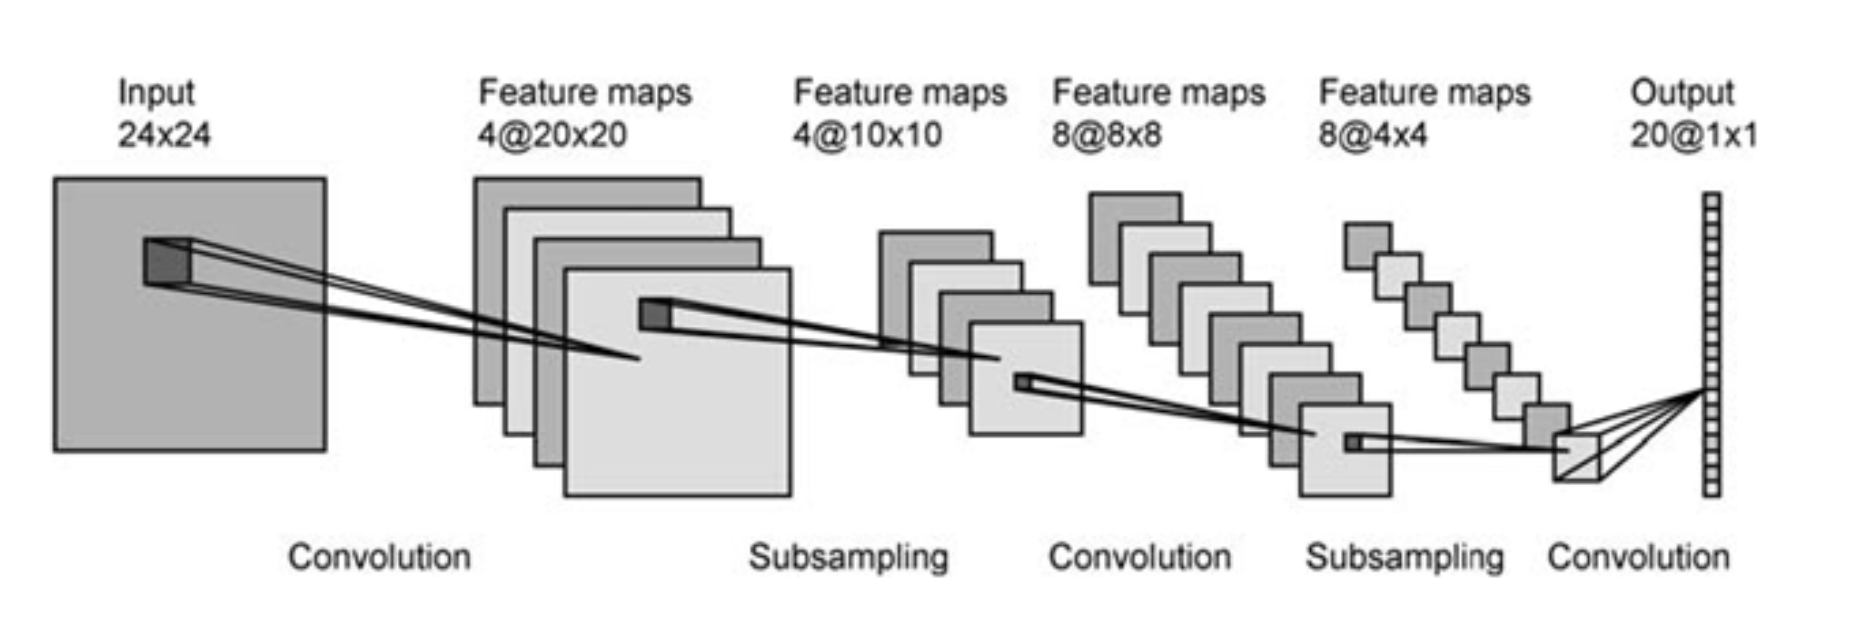 Input
24x24
Feature maps
4@20x20
Feature maps
4@10x10
Feature maps
8@8x8
Feature maps
8@4x4
Output
20@1x1
Convolution
Subsampling
Convolution
Subsampling
Convolution